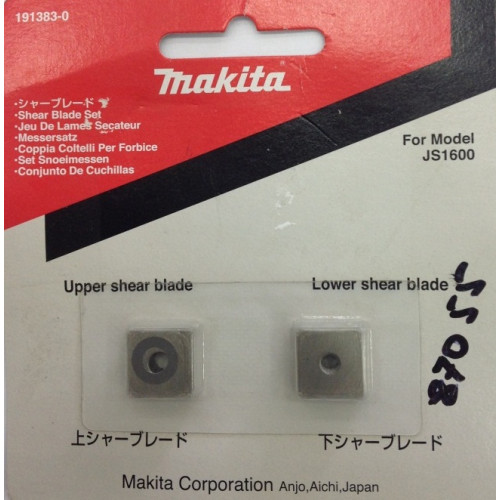 191383-0
makita
・シャーブレード
・Shear Blade Set
・Jeu De Lames Sècateur
・Messersatz
・Coppia Coltelli Per Forbice
・Set Snoeimessen
・Conjunto De Cuchillas
For Model
JS1600
Upper shear blade
Lower shear blade
上シャーブレード
下シャーブレード
Makita Corporation Anjo,Aichi,Japan